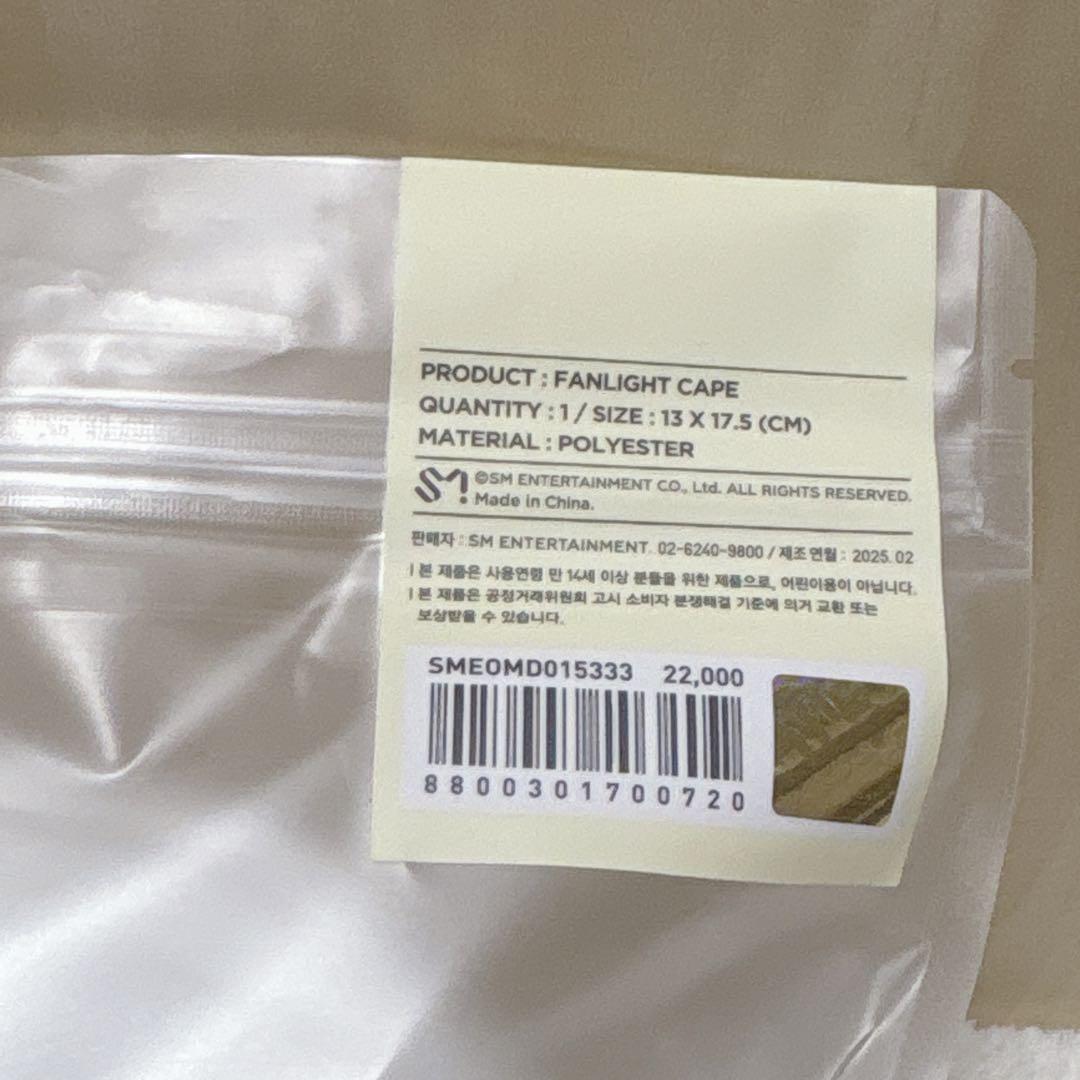 PRODUCT : FANLIGHT CAPE
QUANTITY : 1 / SIZE : 13 X 17.5 (CM)
MATERIAL : POLYESTER
SM
©SM ENTERTAINMENT CO., Ltd. ALL RIGHTS RESERVED.
Made in China.
판매자 : SM ENTERTAINMENT. 02-6240-9800 / 제조 연월 : 2025. 02
l 본 제품은 사용연령 만 14세 이상 분들을 위한 제품으로, 어린이용이 아닙니다.
l 본 제품은 공정거래위원회 고시 소비자 분쟁해결 기준에 의거 교환 또는
보상받을 수 있습니다.
SMEOMD015333 22,000
8800301700720